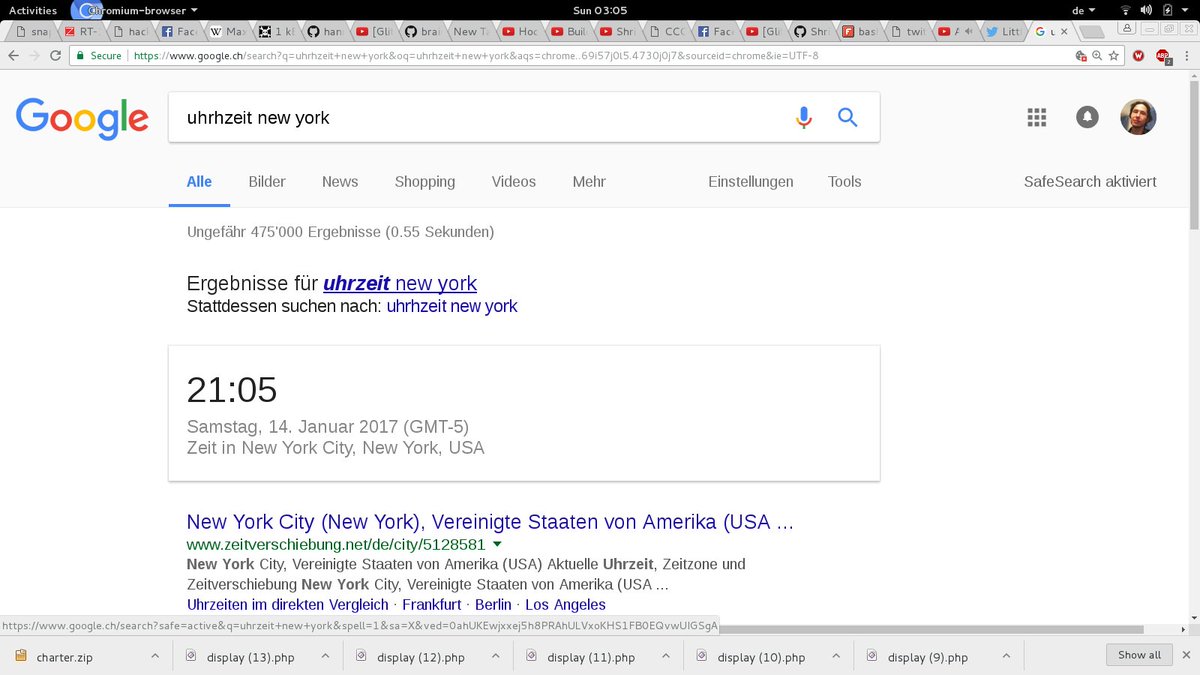 Activities Chromium-browser Sun 03:05 de
sna RT- hac Fac Ma 1 k han [Gli brai New Ta Hoc Buil Shri CCC Fac [Gli Shr bas twit A Litt
Secure https://www.google.ch/search?q=uhrhzeit+new+york&oq=uhrhzeit+new+york&aqs=chrome..69i57j0l5.4730j0j7&sourceid=chrome&ie=UTF-8
Google uhrhzeit new york
Alle Bilder News Shopping Videos Mehr Einstellungen Tools SafeSearch aktiviert
Ungefähr 475'000 Ergebnisse (0.55 Sekunden)
Ergebnisse für uhrzeit new york
Stattdessen suchen nach: uhrhzeit new york
21:05
Samstag, 14. Januar 2017 (GMT-5)
Zeit in New York City, New York, USA
New York City (New York), Vereinigte Staaten von Amerika (USA ...
www.zeitverschiebung.net/de/city/5128581
New York City, Vereinigte Staaten von Amerika (USA) Aktuelle Uhrzeit, Zeitzone und
Zeitverschiebung New York City, Vereinigte Staaten von Amerika (USA ...
Uhrzeiten im direkten Vergleich · Frankfurt · Berlin · Los Angeles
https://www.google.ch/search?safe=active&q=uhrzeit+new+york&spell=1&sa=X&ved=0ahUKEwjxxej5h8PRAhULVxoKHS1FB0EQvwUIGSgA
charter.zip display (13).php display (12).php display (11).php display (10).php display (9).php Show all